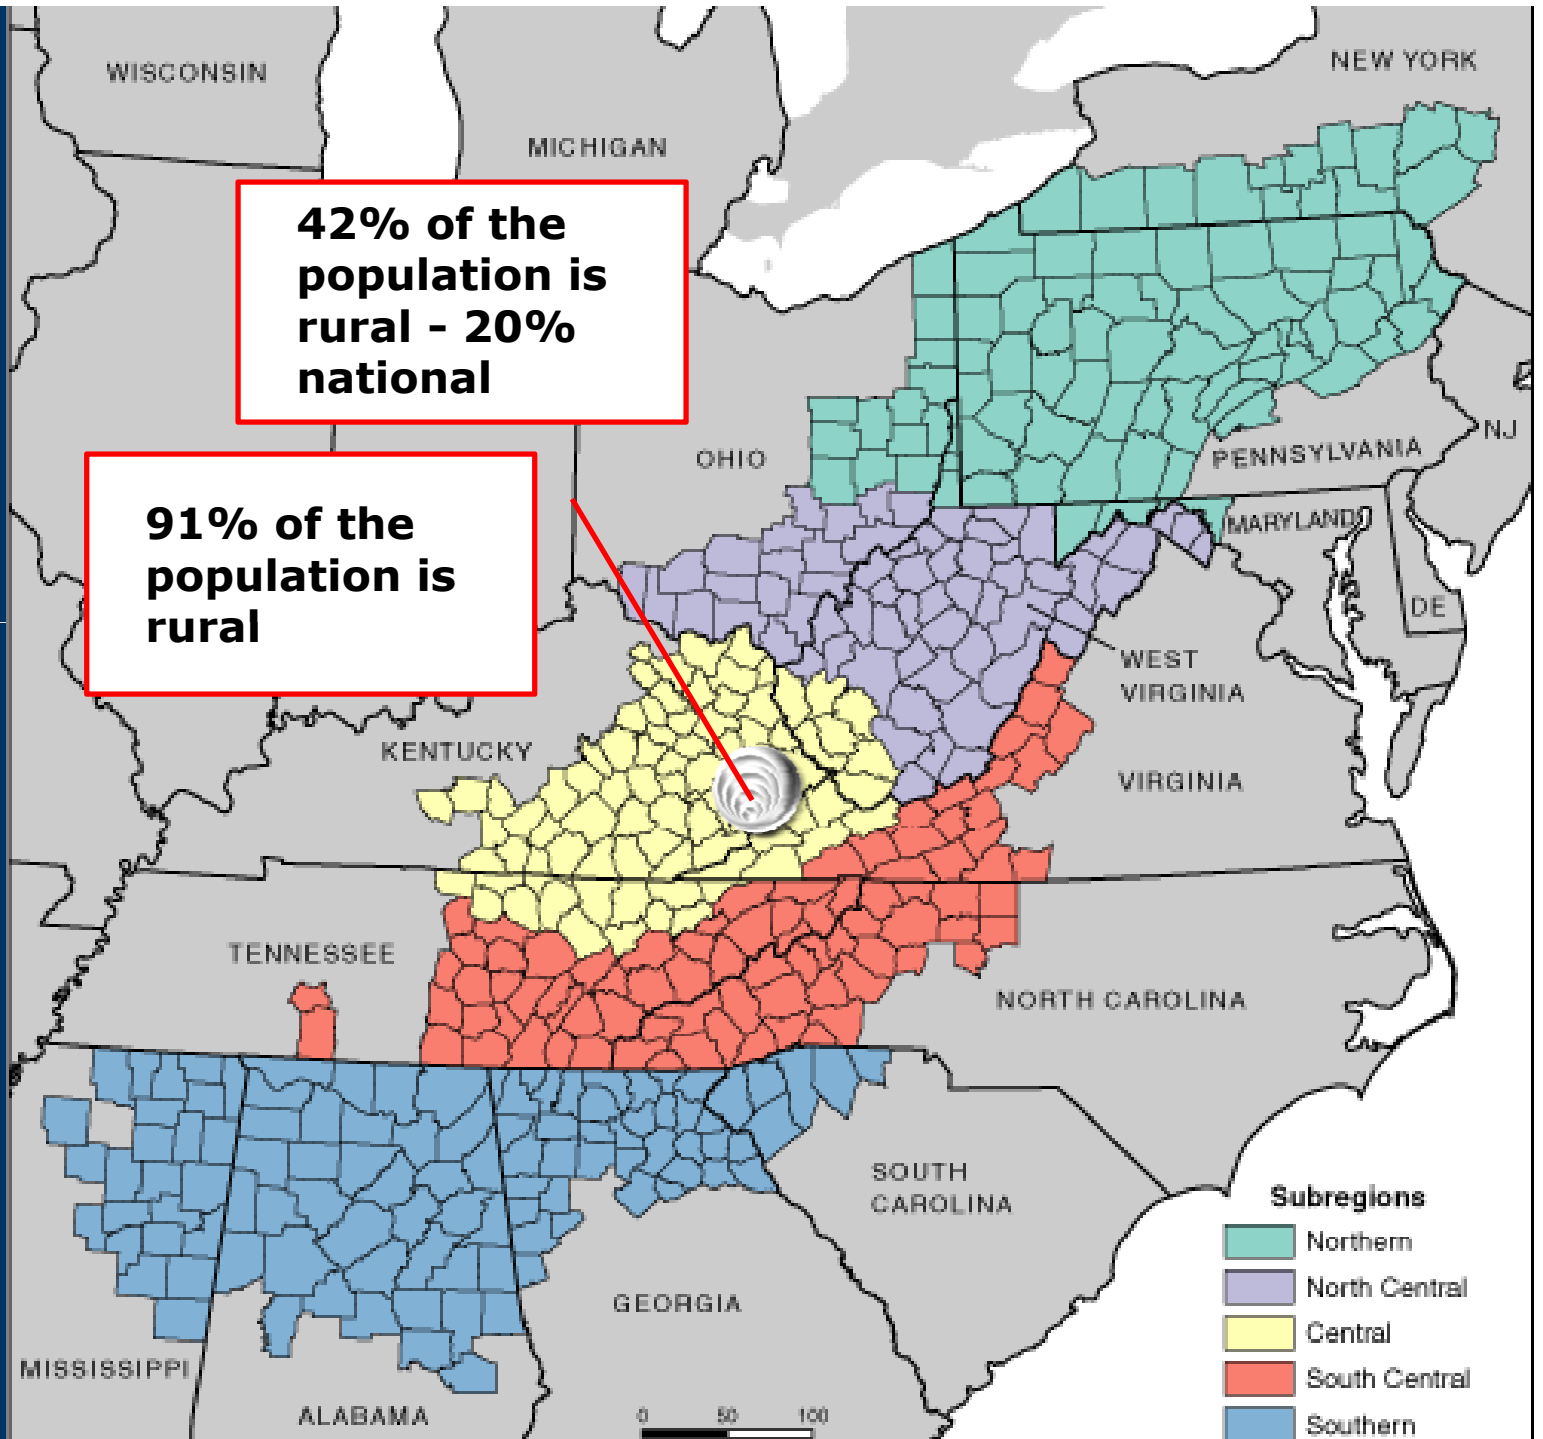 WISCONSIN
MICHIGAN
NEW YORK
42% of the
population is
rural - 20%
national
OHIO
PENNSYLVANIA
NJ
91% of the
population is
rural
MARYLAND
DE
WEST
VIRGINIA
KENTUCKY
VIRGINIA
TENNESSEE
NORTH CAROLINA
SOUTH
CAROLINA
GEORGIA
MISSISSIPPI
ALABAMA
Subregions
Northern
North Central
Central
South Central
Southern
0 50 100